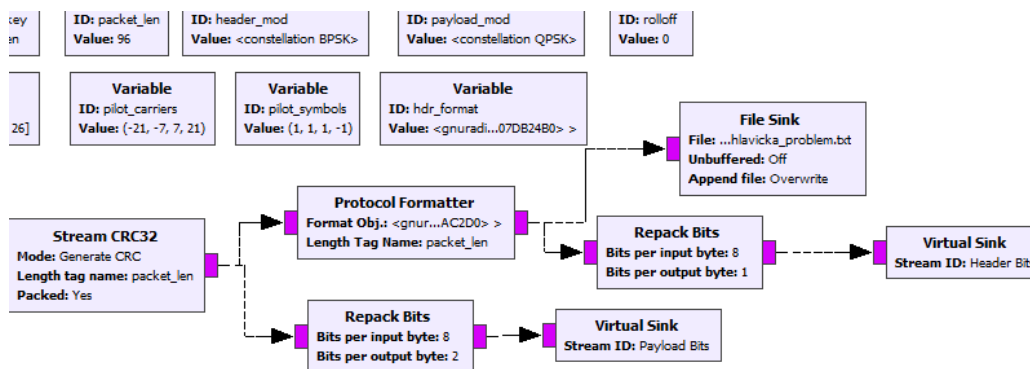 key
en
ID: packet_len
Value: 96
ID: header_mod
Value: <constellation BPSK>
ID: payload_mod
Value: <constellation QPSK>
ID: rolloff
Value: 0
26]
Variable
ID: pilot_carriers
Value: (-21, -7, 7, 21)
Variable
ID: pilot_symbols
Value: (1, 1, 1, -1)
Variable
ID: hdr_format
Value: <gnuradi...07DB24B0> >
File Sink
File: ...hlavicka_problem.txt
Unbuffered: Off
Append file: Overwrite
Protocol Formatter
Format Obj.: <gnur...AC2D0> >
Length Tag Name: packet_len
Stream CRC32
Mode: Generate CRC
Length tag name: packet_len
Packed: Yes
Repack Bits
Bits per input byte: 8
Bits per output byte: 1
Virtual Sink
Stream ID: Header Bit
Repack Bits
Bits per input byte: 8
Bits per output byte: 2
Virtual Sink
Stream ID: Payload Bits